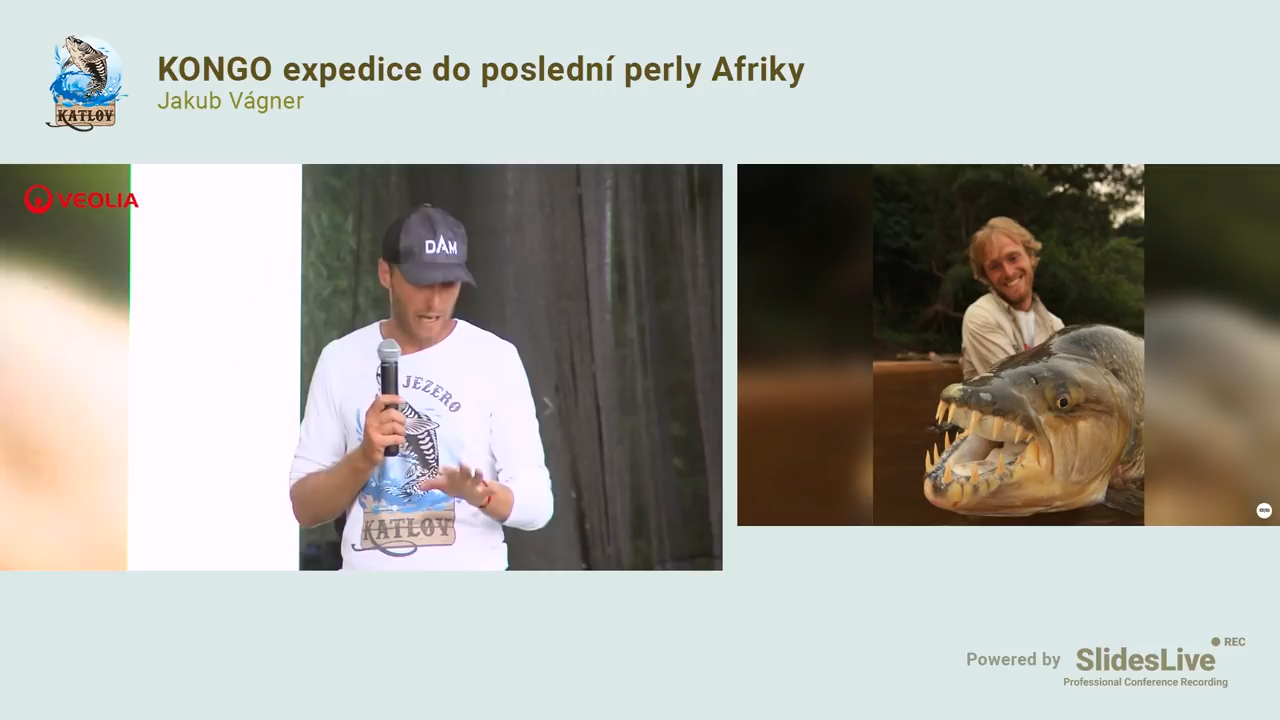 KATLOV
KONGO expedice do poslední perly Afriky
Jakub Vágner
VEOLIA
DAM
JEZERO
KATLOV
Powered by
REC
SlidesLive
Professional Conference Recording